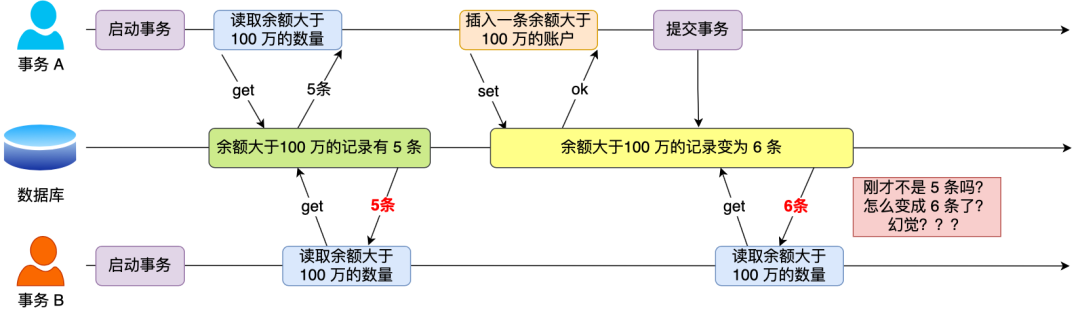 启动事务
读取余额大于
100 万的数量
插入一条余额大于
100 万的账户
提交事务
事务 A
get
5条
set
ok
余额大于100 万的记录有 5 条
余额大于100 万的记录变为 6 条
数据库
get
5条
get
6条
刚才不是 5 条吗?
怎么变成 6 条了?
幻觉? ? ?
启动事务
读取余额大于
100 万的数量
读取余额大于
100 万的数量
事务 B